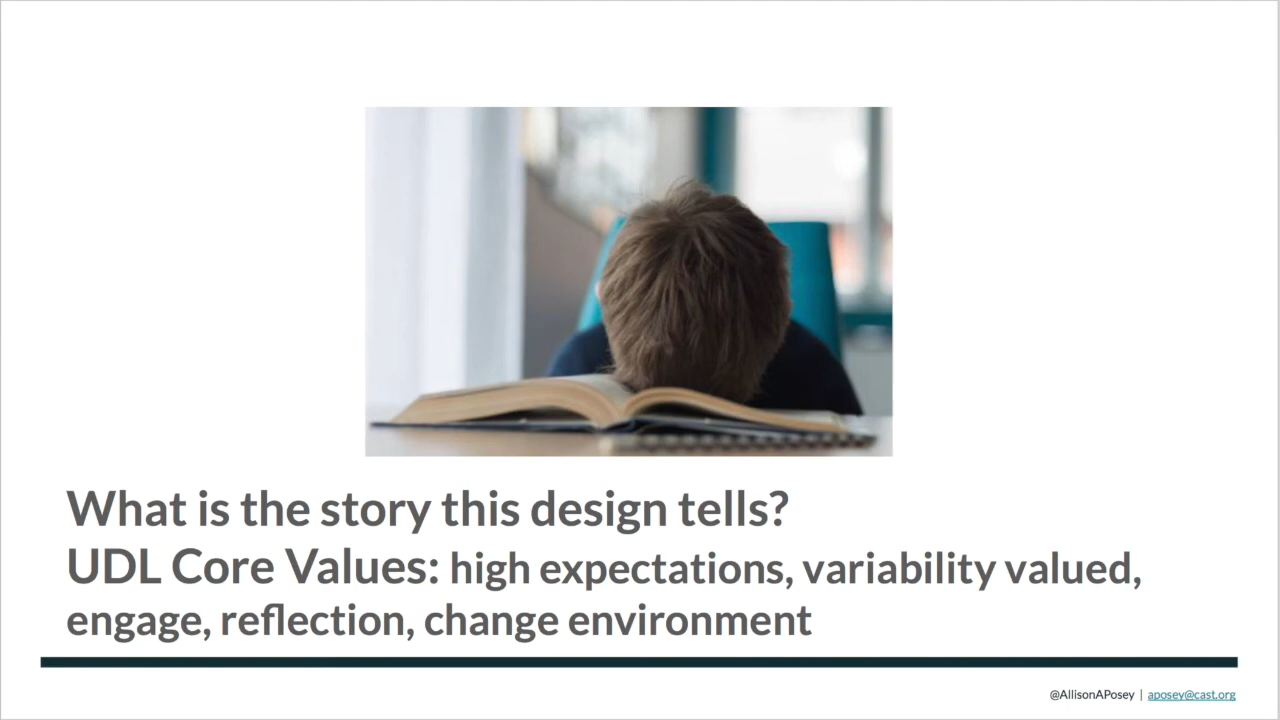 What is the story this design tells?
UDL Core Values: high expectations, variability valued,
engage, reflection, change environment
@AllisonAPosey | aposey@cast.org